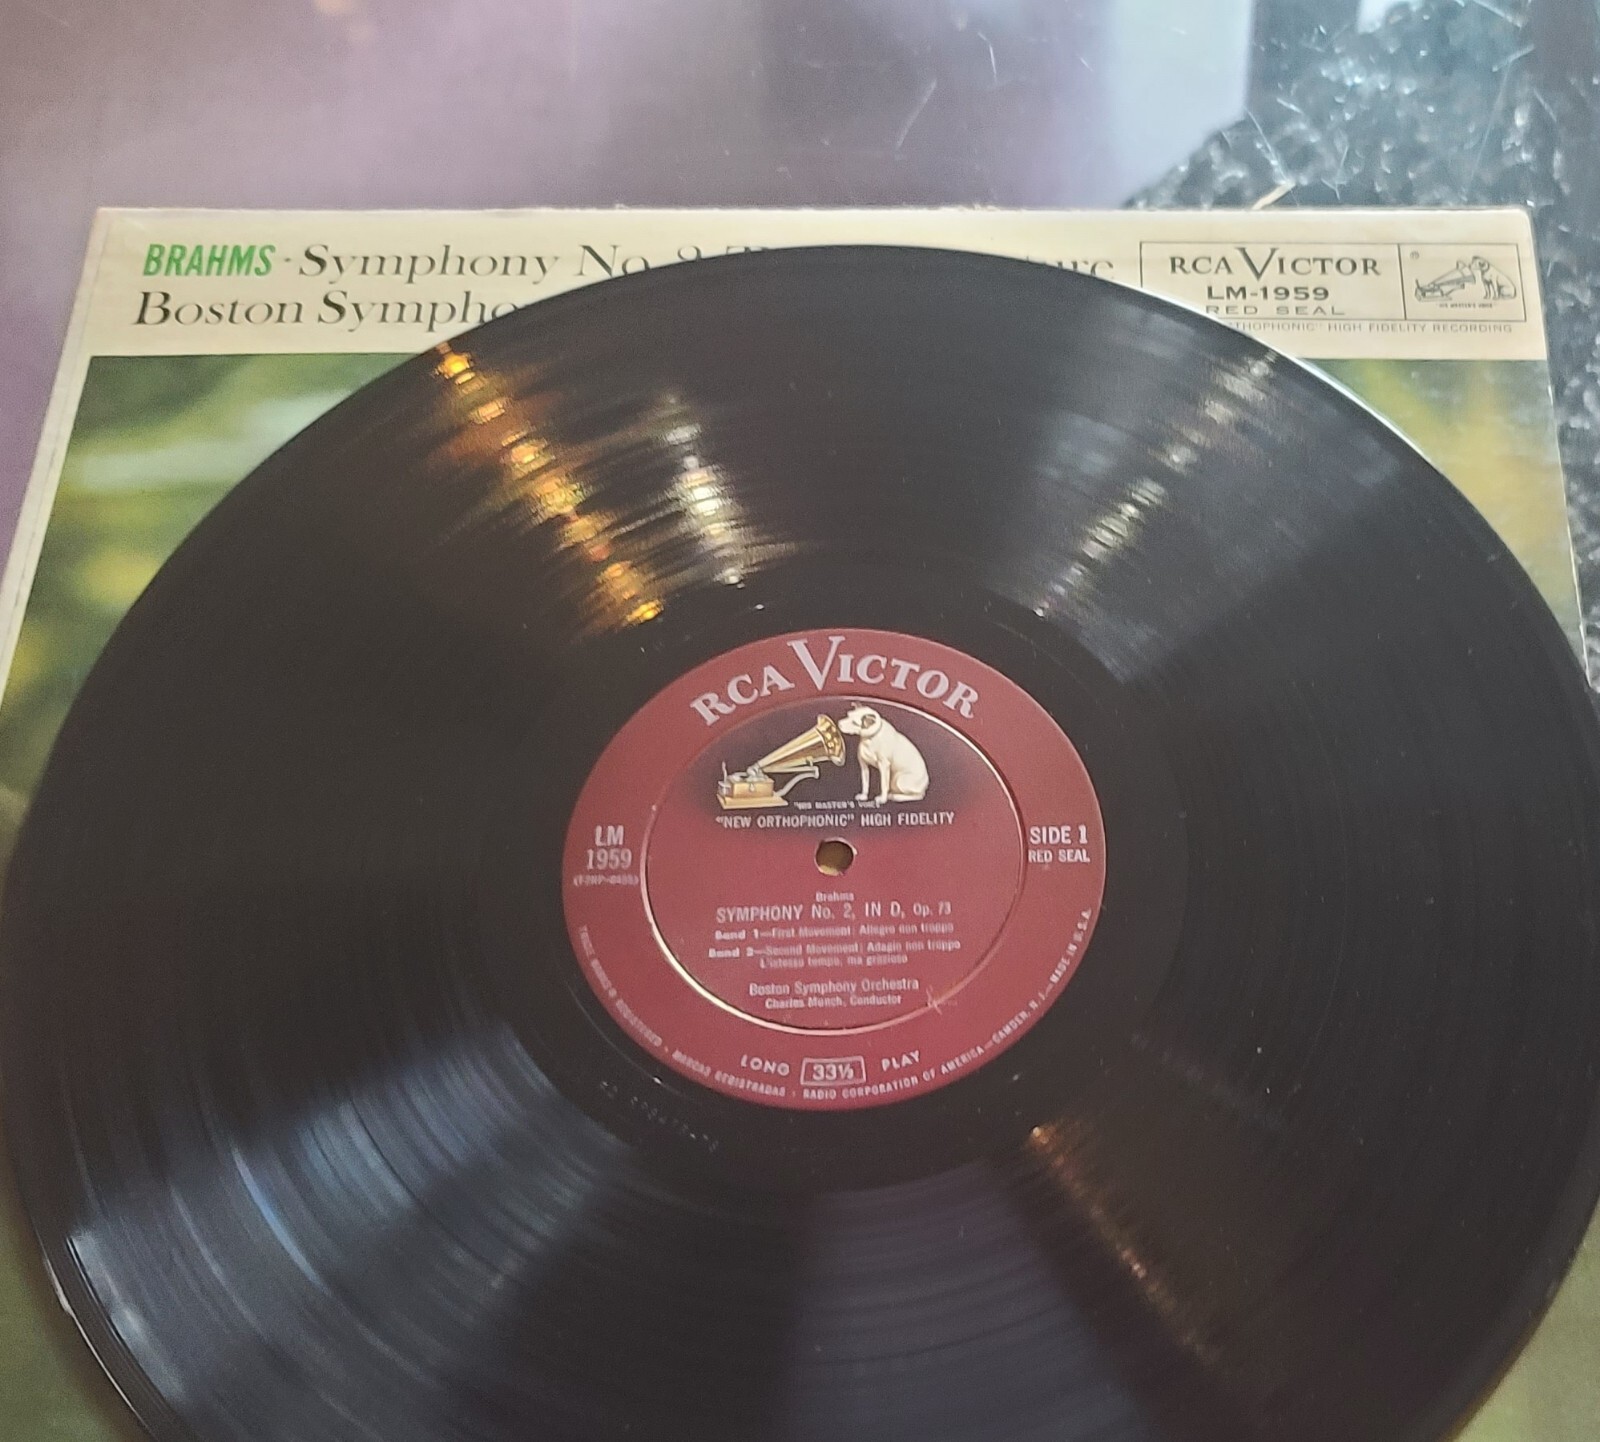 BRAHMS · Symphony No. 2
Boston Sympho
RCA VICTOR
LM-1959
RED SEAL
ORTHOPHONIC" HIGH FIDELITY RECORDING
RCA VICTOR
"HIS MASTER'S VOICE"
"NEW ORTHOPHONIC" HIGH FIDELITY
LM
1959
SIDE 1
RED SEAL
Brahms
SYMPHONY No. 2, IN D, Op. 73
Band 1—First Movement: Allegro non troppo
Band 2—Second Movement: Adagio non troppo
L'istesso tempo, ma grazioso
Boston Symphony Orchestra
Charles Munch, Conductor
LONG 33⅓ PLAY
REGISTERED • MARCAS REGISTRADAS • RADIO CORPORATION OF AMERICA—CAMDEN, N. J.—MADE IN U.S.A.